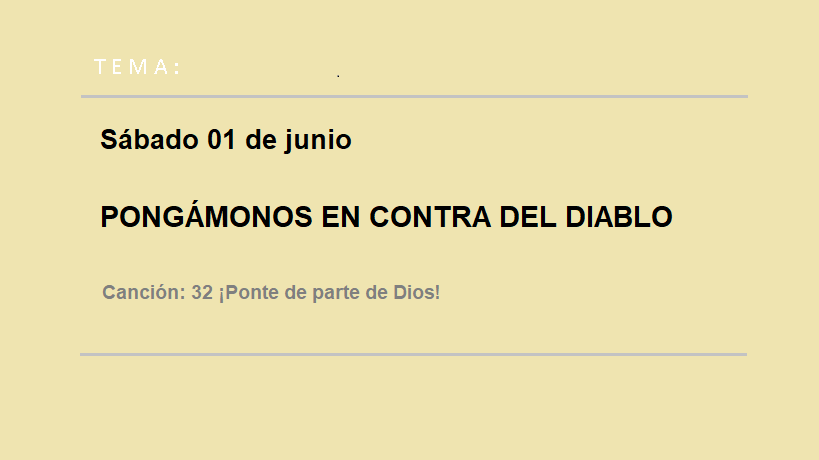 TEMA:
.
Sábado 01 de junio
PONGÁMONOS EN CONTRA DEL DIABLO
Canción: 32 ¡Ponte de parte de Dios!